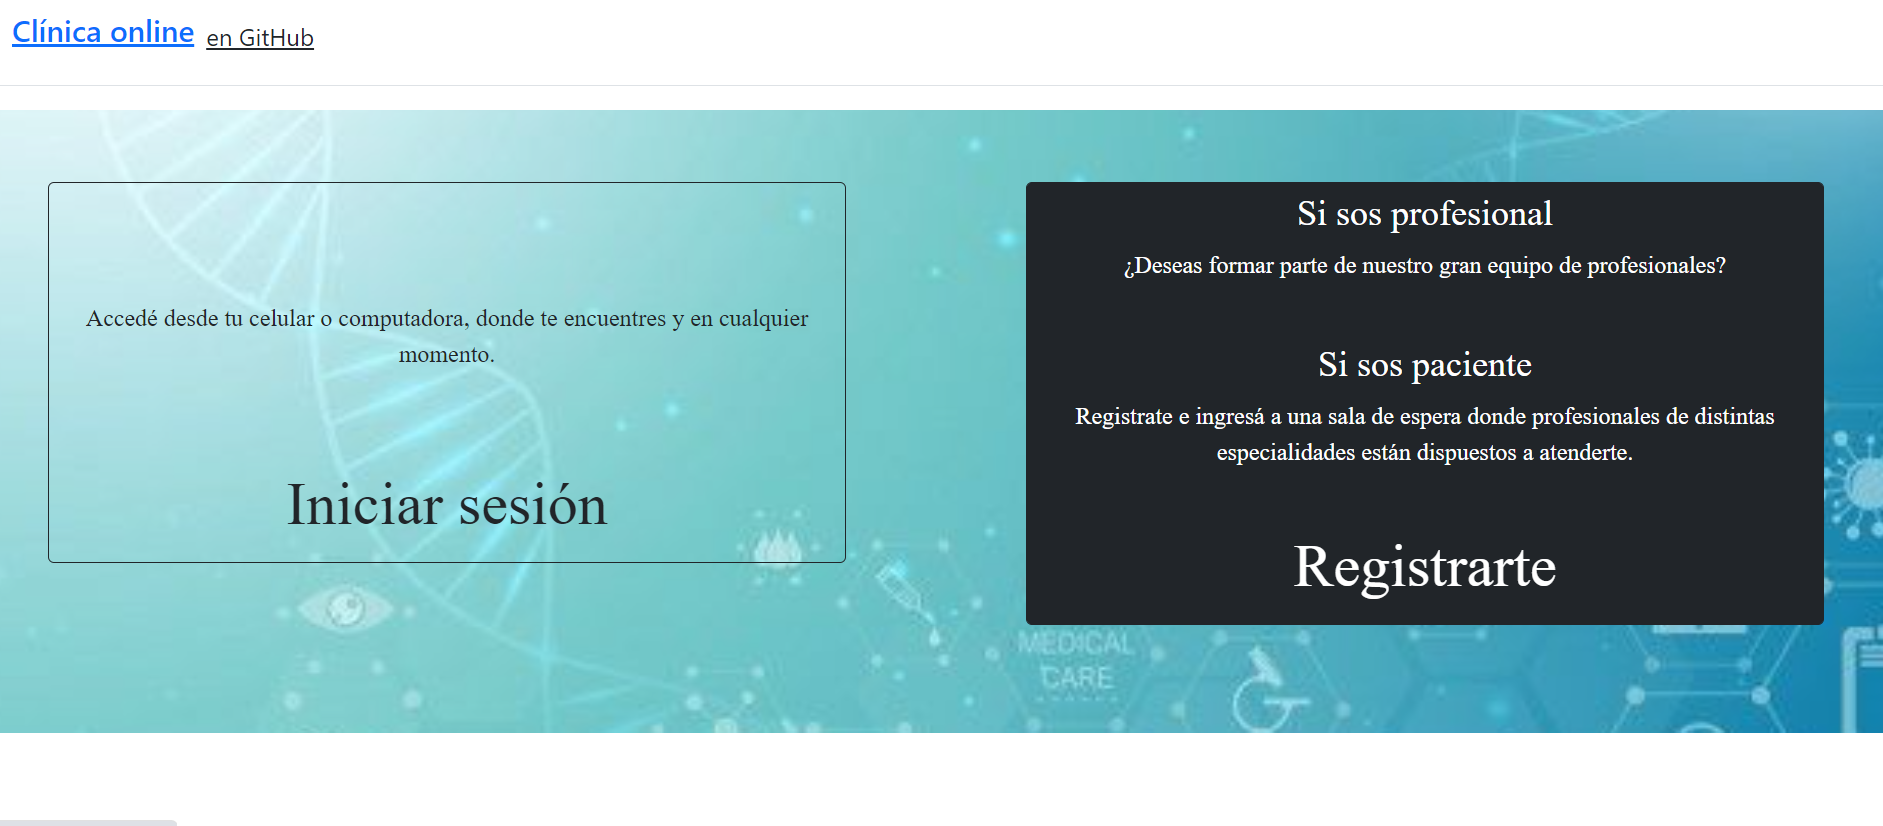 Clínica online en GitHub
Accedé desde tu celular o computadora, donde te encuentres y en cualquier
momento.
Iniciar sesión
Si sos profesional
¿Deseas formar parte de nuestro gran equipo de profesionales?
Si sos paciente
Registrate e ingresá a una sala de espera donde profesionales de distintas
especialidades están dispuestos a atenderte.
Registrarte
MEDICAL
CARE